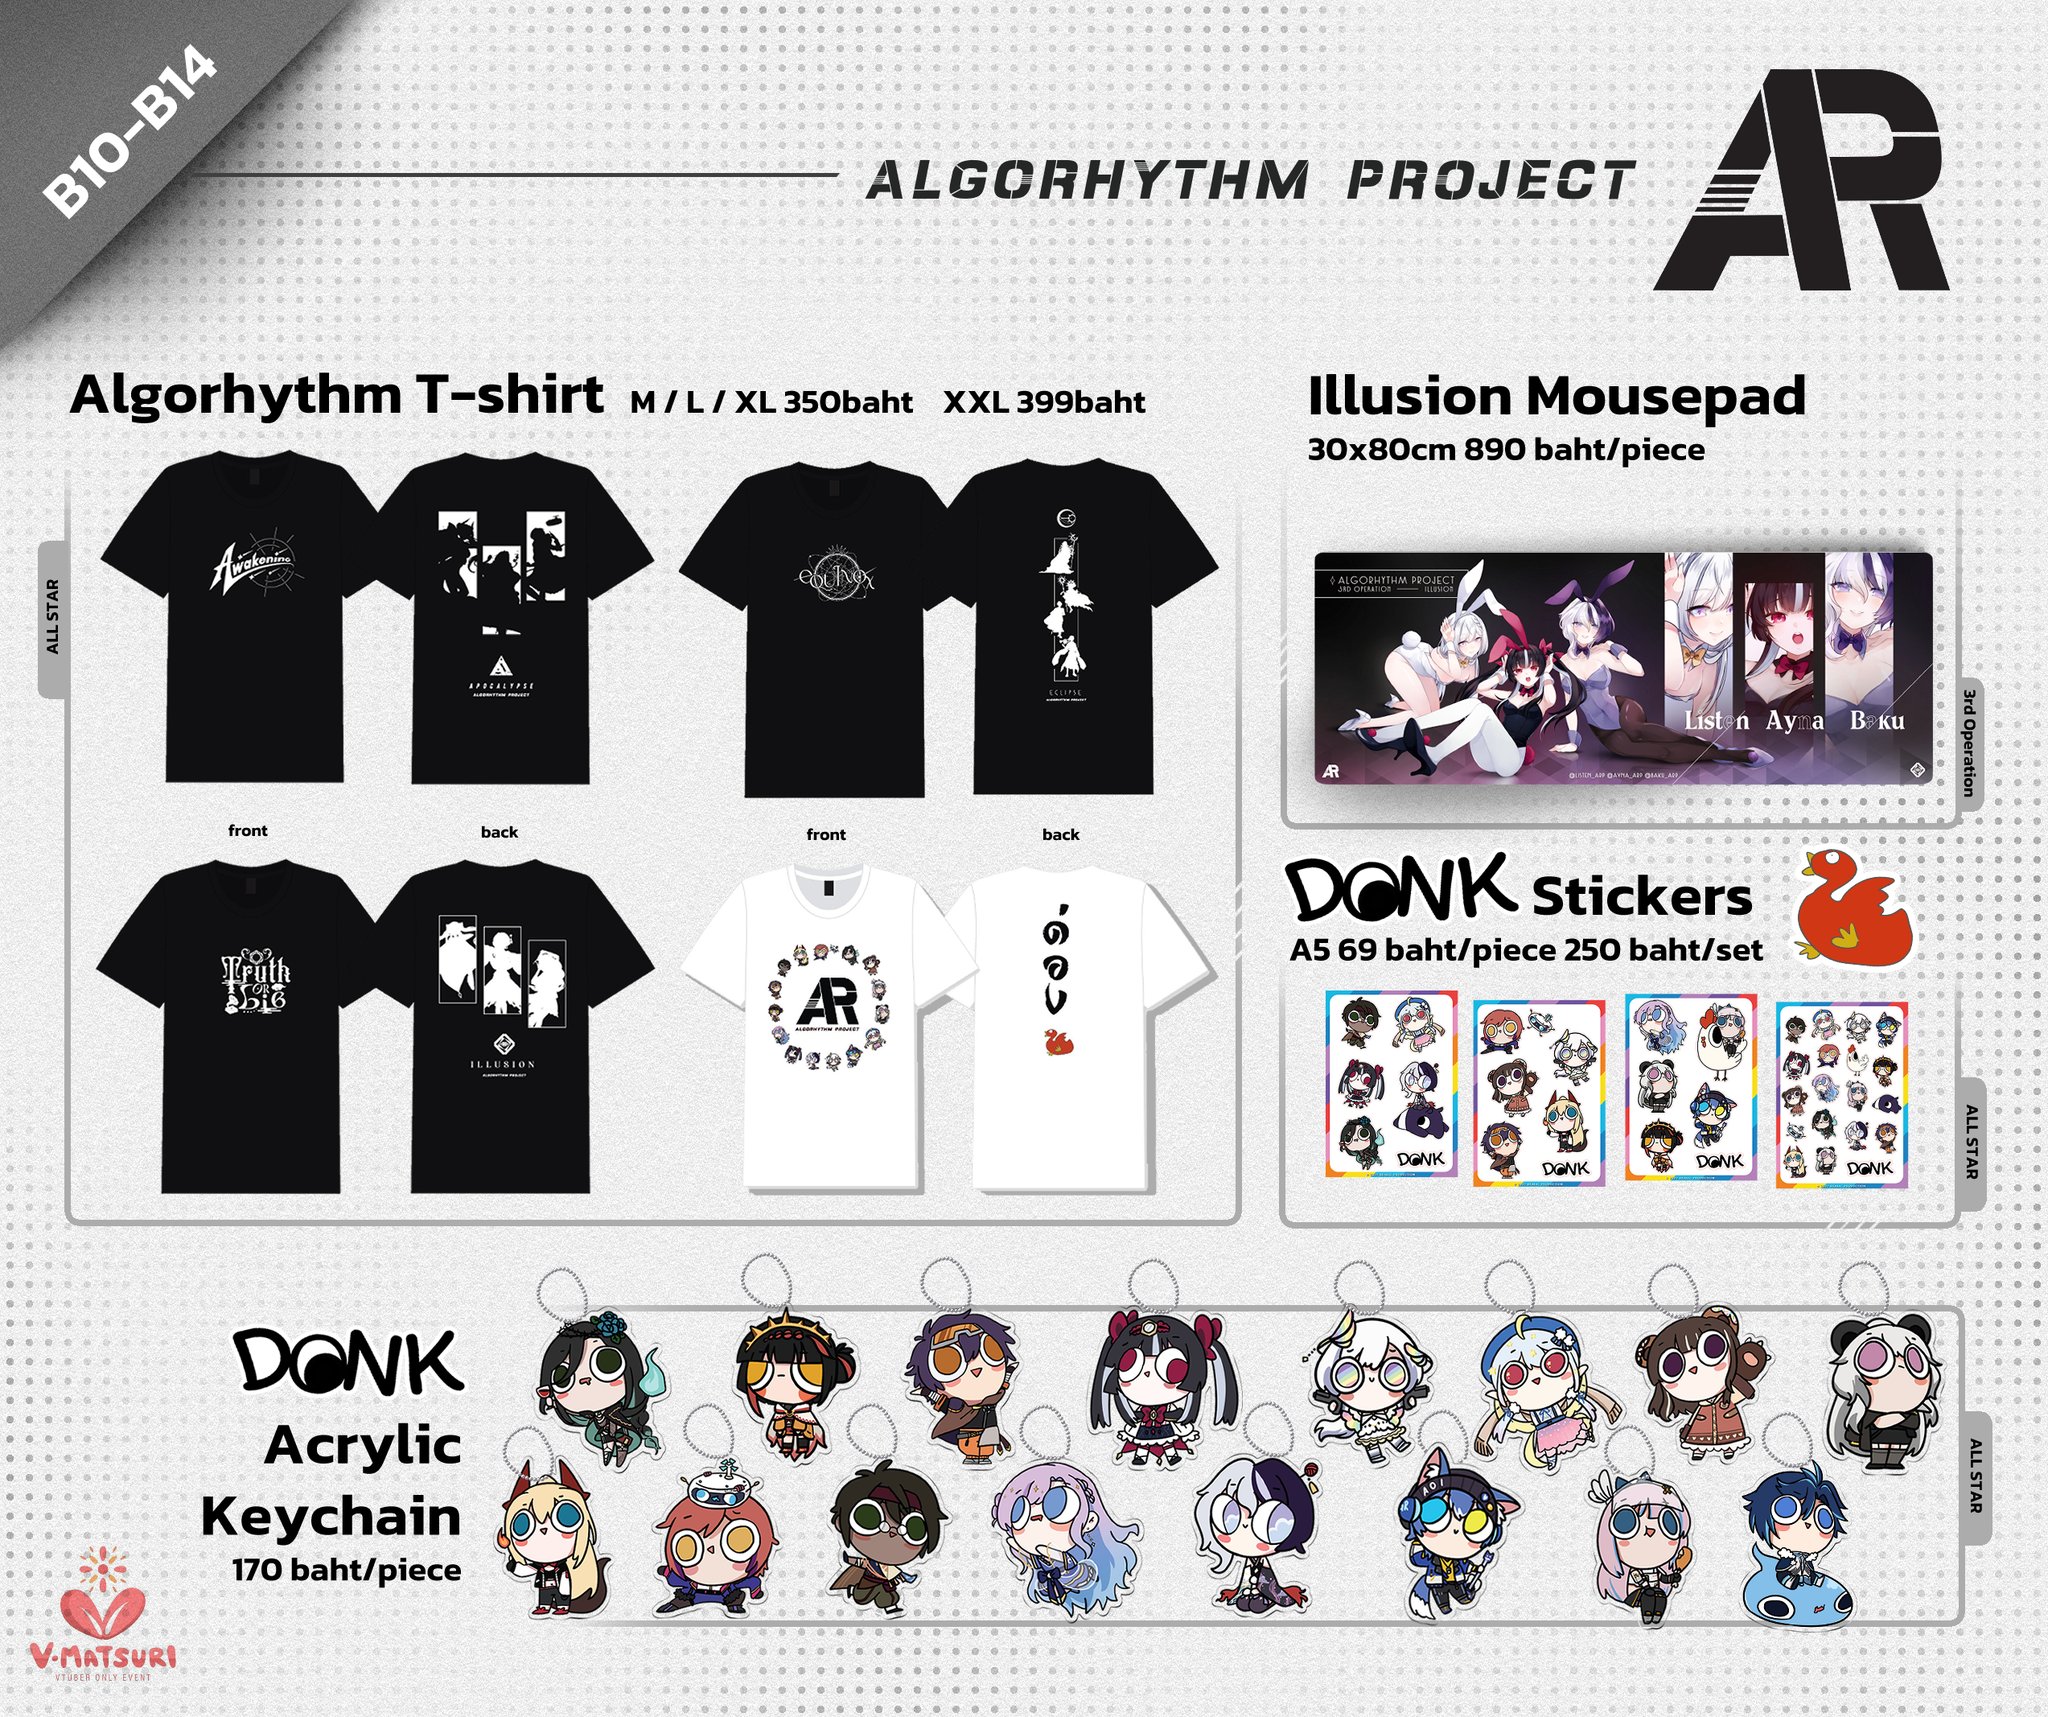 B10-B14
ALGORHYTHM PROJECT
AR
Algorhythm T-shirt M / L / XL 350baht XXL 399baht
ALL STAR
Awakening
APOCALYPSE
ALGORHYTHM PROJECT
EQUINOX
ECLIPSE
ALGORHYTHM PROJECT
front
back
front
back
Truth
OR
Lie
ILLUSION
ALGORHYTHM PROJECT
AR
ALGORHYTHM PROJECT
ด๋อง
Illusion Mousepad
30x80cm 890 baht/piece
ALGORHYTHM PROJECT
3RD OPERATION ILLUSION
Listen Ayna Baku
AR
@LISTEN_ARP @AYNA_ARP @BAKU_ARP
3rd Operation
DONK Stickers
A5 69 baht/piece 250 baht/set
DONK
DONK
DONK
DONK
ALL STAR
DONK
Acrylic
Keychain
170 baht/piece
ALL STAR
V-MATSURI
VTUBER ONLY EVENT